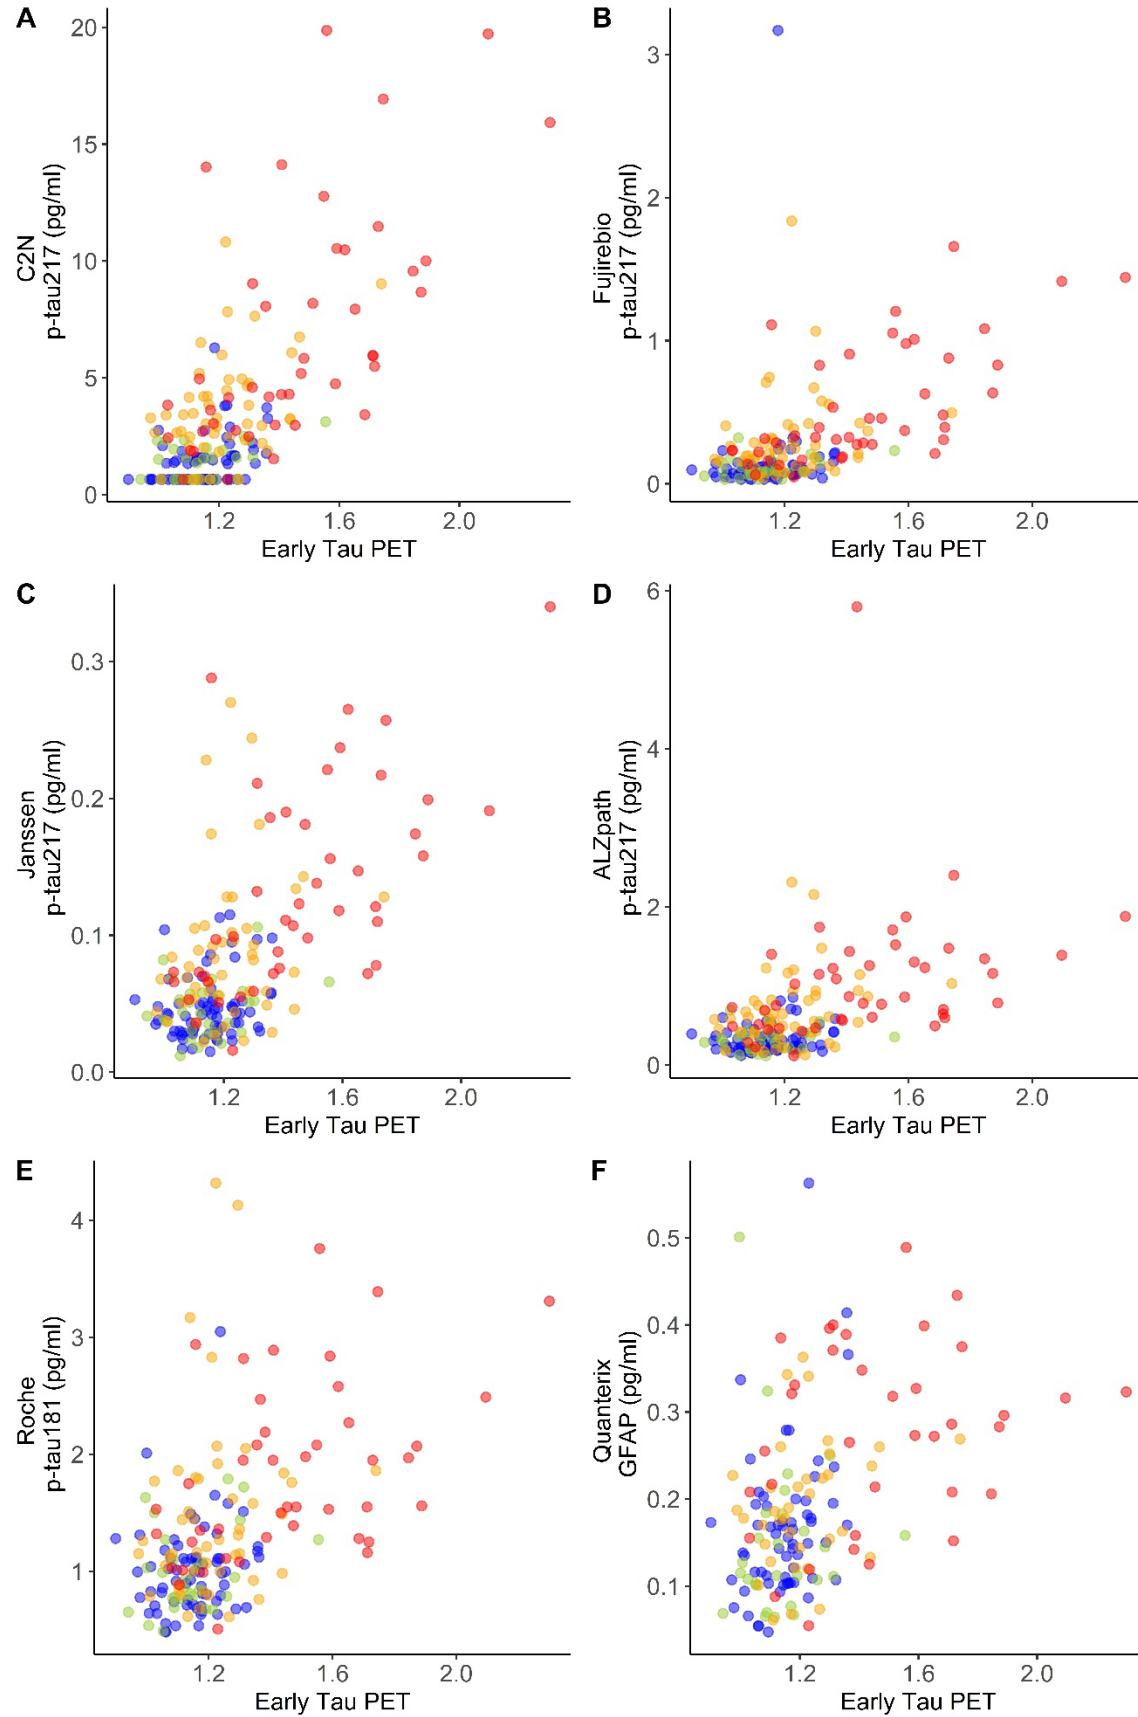 A
20
15
10
5
0
C2N
p-tau217 (pg/ml)
1.2
1.6
2.0
Early Tau PET
B
3
2
1
0
Fujirebio
p-tau217 (pg/ml)
1.2
1.6
2.0
Early Tau PET
C
0.3
0.2
0.1
0.0
Janssen
p-tau217 (pg/ml)
1.2
1.6
2.0
Early Tau PET
D
6
4
2
0
ALZpath
p-tau217 (pg/ml)
1.2
1.6
2.0
Early Tau PET
E
4
3
2
1
Roche
p-tau181 (pg/ml)
1.2
1.6
2.0
Early Tau PET
F
0.5
0.4
0.3
0.2
0.1
Quanterix
GFAP (pg/ml)
1.2
1.6
2.0
Early Tau PET